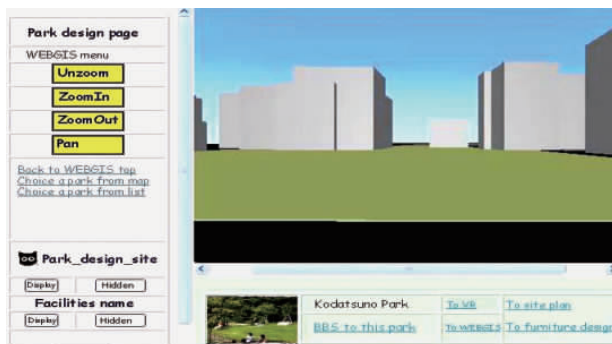 Park design page
WEBGIS menu
Unzoom
ZoomIn
ZoomOut
Pan
Back to WEBGIS top
Choice a park from map
Choice a park from list
Park_design_site
Display Hidden
Facilities name
Display Hidden
Kodatsuno Park To VR To site plan
BBS to this park To WEBGIS To furniture design